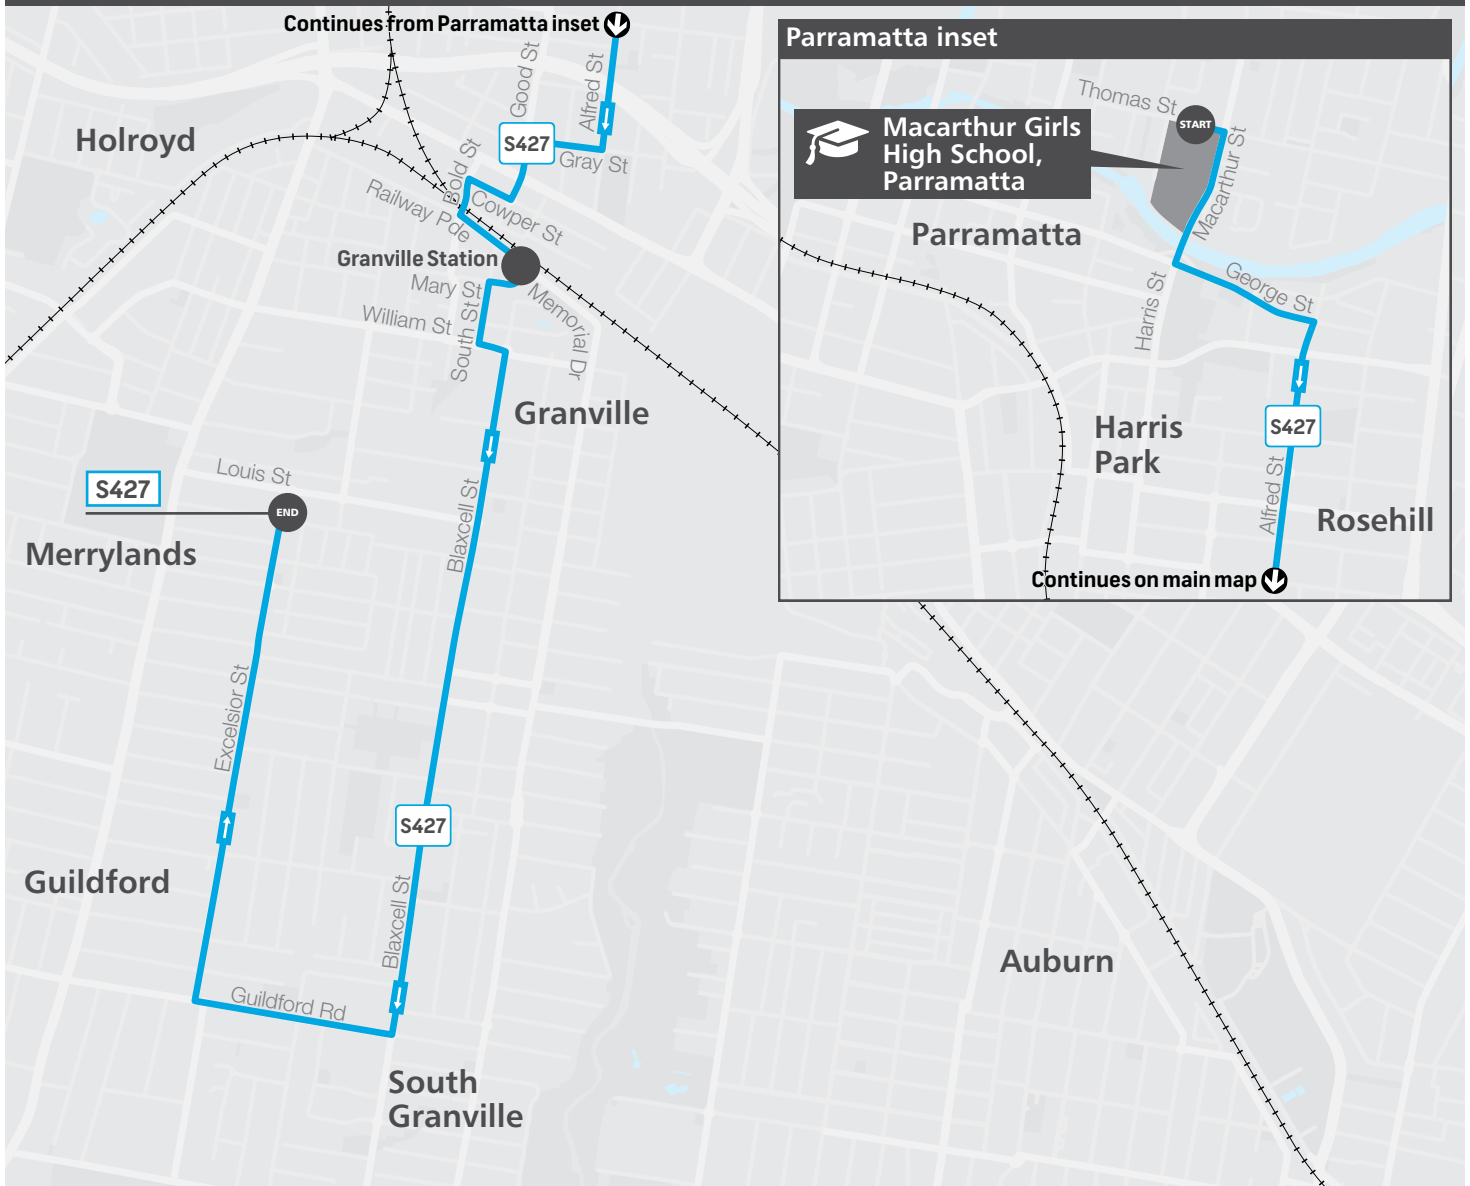 Continues from Parramatta inset
Parramatta inset
Good St
Alfred St
Thomas St
START
Macarthur St
Macarthur Girls
High School,
Parramatta
Holroyd
S427
Gray St
Bold St
Cowper St
Railway Pde
Parramatta
Granville Station
Mary St
Memorial Dr
William St
South St
George St
Harris St
Granville
Harris
Park
S427
Alfred St
Rosehill
Continues on main map
Louis St
S427
END
Merrylands
Blaxcell St
Excelsior St
S427
Guildford
Blaxcell St
Auburn
Guildford Rd
South
Granville